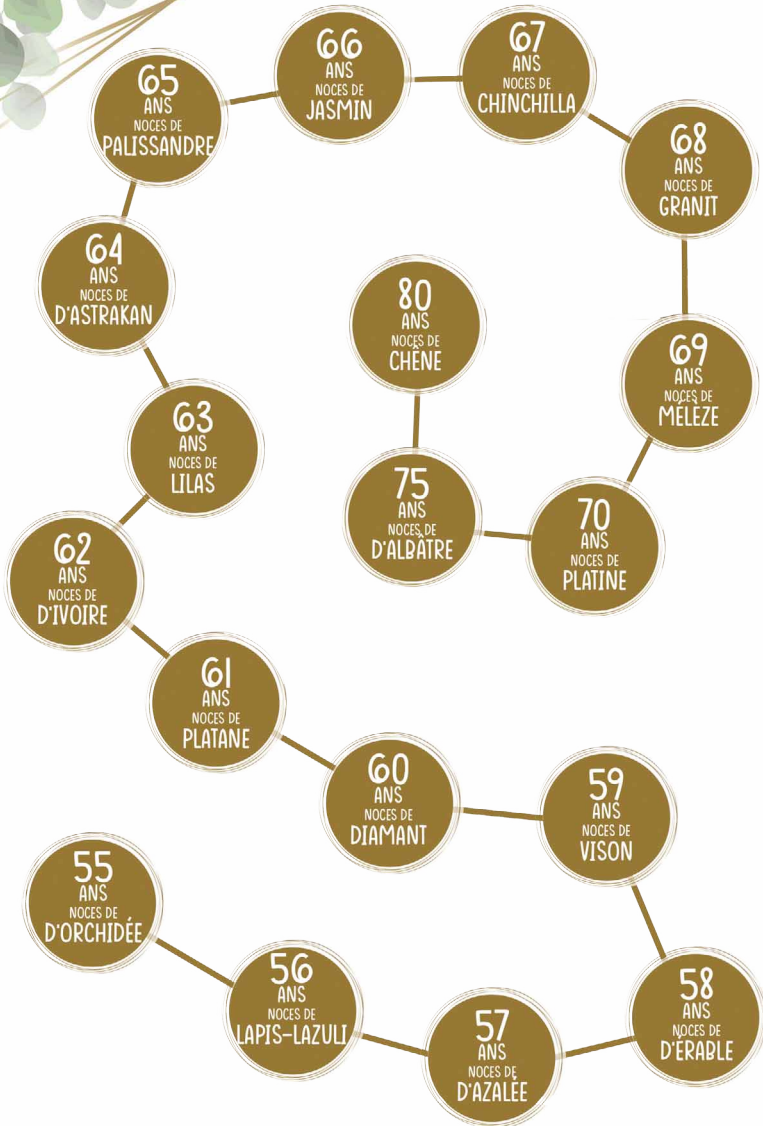 55
ANS
NOCES DE
D'ORCHIDÉE
56
ANS
NOCES DE
LAPIS-LAZULI
57
ANS
NOCES DE
D'AZALÉE
58
ANS
NOCES DE
D'ÉRABLE
59
ANS
NOCES DE
VISON
60
ANS
NOCES DE
DIAMANT
61
ANS
NOCES DE
PLATANE
62
ANS
NOCES DE
D'IVOIRE
63
ANS
NOCES DE
LILAS
64
ANS
NOCES DE
D'ASTRAKAN
65
ANS
NOCES DE
PALISSANDRE
66
ANS
NOCES DE
JASMIN
67
ANS
NOCES DE
CHINCHILLA
68
ANS
NOCES DE
GRANIT
69
ANS
NOCES DE
MÉLÈZE
70
ANS
NOCES DE
PLATINE
75
ANS
NOCES DE
D'ALBÂTRE
80
ANS
NOCES DE
CHÊNE